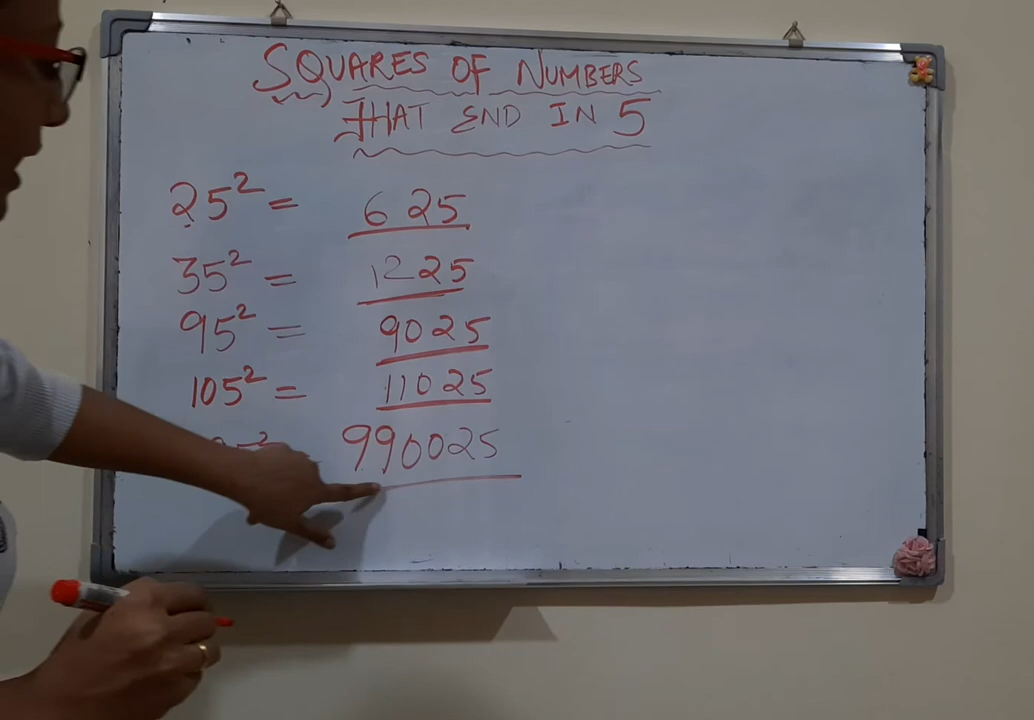 SQUARES OF NUMBERS
THAT END IN 5
25² = 625
35² = 1225
95² = 9025
105² = 11025
990025